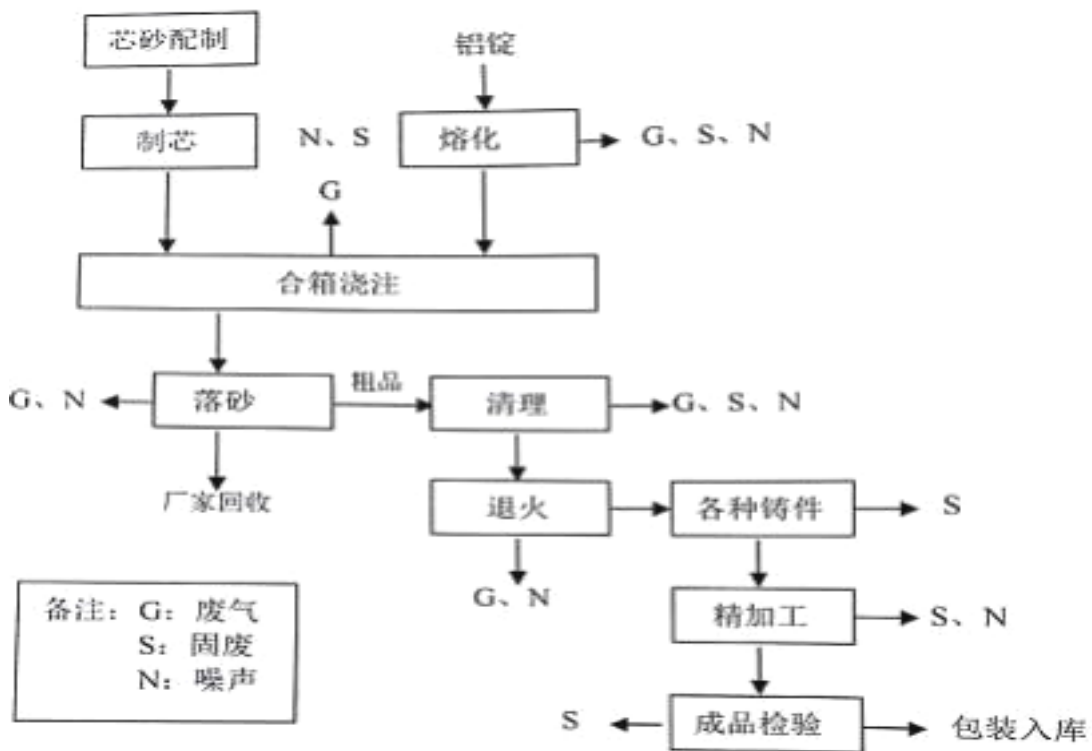 芯砂配制
铝锭
制芯
N、S
熔化
G、S、N
G
合箱浇注
G、N
落砂
粗品
清理
G、S、N
厂家回收
退火
各种铸件
S
G、N
备注：G：废气
S：固废
N：噪声
精加工
S、N
S
成品检验
包装入库